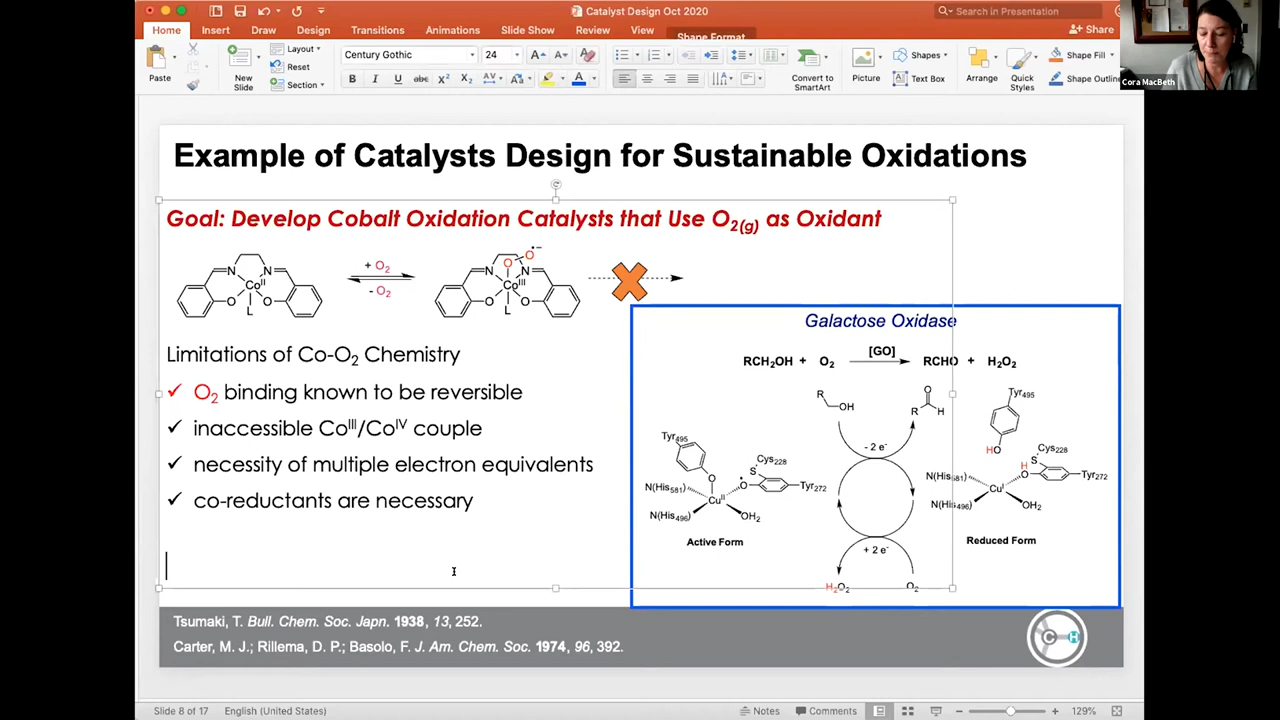 Catalyst Design Oct 2020
Search in Presentation
Home Insert Draw Design Transitions Animations Slide Show Review View Shape Format
Share
Paste
New Slide
Layout
Reset
Section
Century Gothic 24
Convert to SmartArt
Picture
Shapes
Text Box
Arrange
Quick Styles
Shape Fill
Shape Outline
Cora MacBeth
Example of Catalysts Design for Sustainable Oxidations
Goal: Develop Cobalt Oxidation Catalysts that Use O2(g) as Oxidant
N N
CoII
O O
L
+ O2
- O2
O O •–
N N
CoIII
O O
L
Limitations of Co-O2 Chemistry
✓ O2 binding known to be reversible
✓ inaccessible CoIII/CoIV couple
✓ necessity of multiple electron equivalents
✓ co-reductants are necessary
Galactose Oxidase
RCH2OH + O2 [GO] RCHO + H2O2
R OH
O
R H
Tyr495
HO
- 2 e-
Tyr495
O
S Cys228
O Tyr272
N(His581)
CuII
N(His496)
OH2
Active Form
S Cys228
H
O Tyr272
N(His581)
CuI
N(His496)
OH2
Reduced Form
+ 2 e-
H2O2 O2
Tsumaki, T. Bull. Chem. Soc. Japn. 1938, 13, 252.
Carter, M. J.; Rillema, D. P.; Basolo, F. J. Am. Chem. Soc. 1974, 96, 392.
C H
Slide 8 of 17 English (United States) Notes Comments 129%